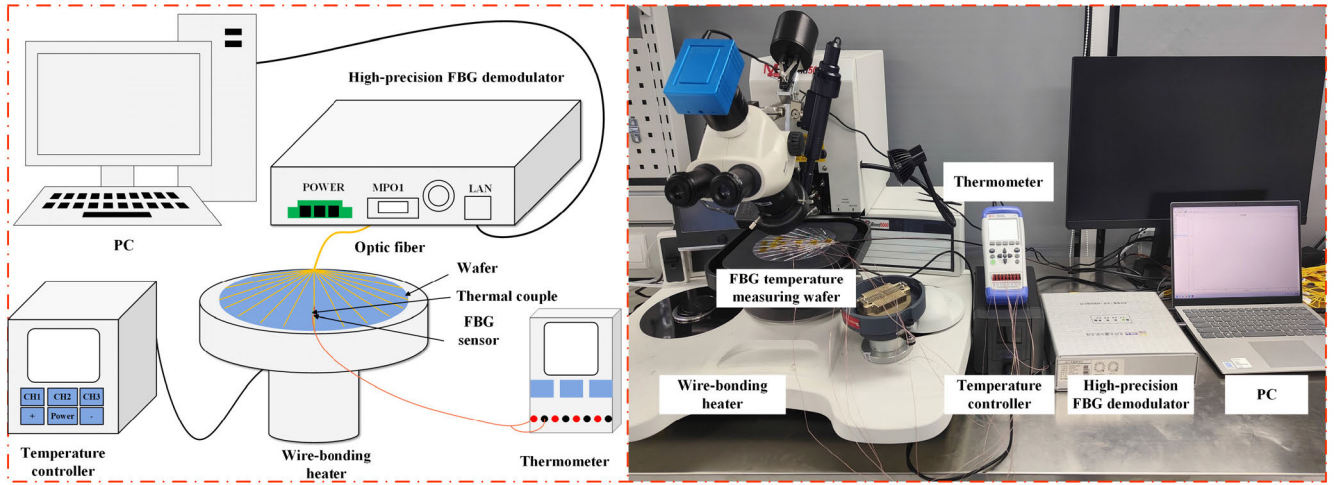 High-precision FBG demodulator
POWER
MPO1
LAN
PC
Optic fiber
Wafer
Thermal couple
FBG
sensor
CH1
CH2
CH3
+
Power
-
Temperature
controller
Wire-bonding
heater
Thermometer
Thermometer
FBG temperature
measuring wafer
Wire-bonding
heater
Temperature
controller
High-precision
FBG demodulator
PC